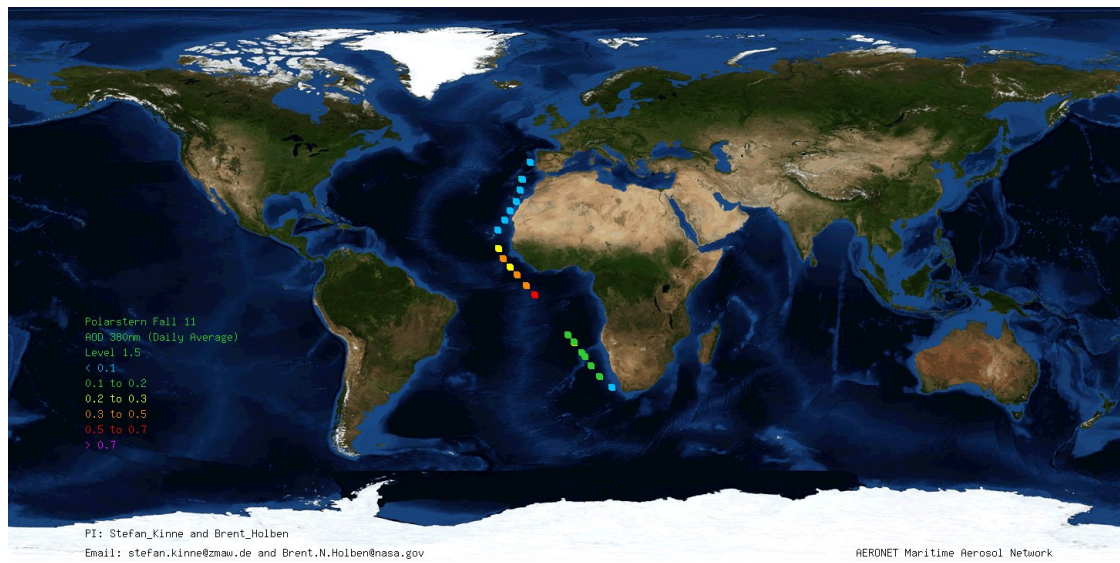 Polarstern Fall 11
AOD 380nm (Daily Average)
Level 1.5
< 0.1
0.1 to 0.2
0.2 to 0.3
0.3 to 0.5
0.5 to 0.7
> 0.7
PI: Stefan_Kinne and Brent_Holben
Email: stefan.kinne@zmaw.de and Brent.N.Holben@nasa.gov
AERONET Maritime Aerosol Network